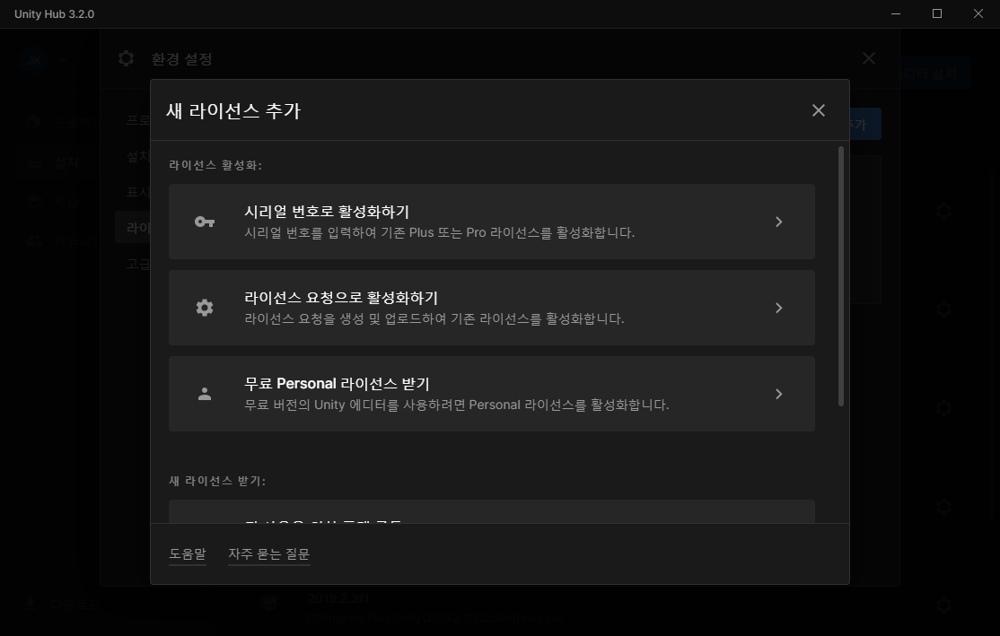 Unity Hub 3.2.0
환경 설정
새 라이선스 추가
라이선스 활성화:
시리얼 번호로 활성화하기
시리얼 번호를 입력하여 기존 Plus 또는 Pro 라이선스를 활성화합니다.
라이선스 요청으로 활성화하기
라이선스 요청을 생성 및 업로드하여 기존 라이선스를 활성화합니다.
무료 Personal 라이선스 받기
무료 버전의 Unity 에디터를 사용하려면 Personal 라이선스를 활성화합니다.
새 라이선스 받기:
도움말
자주 묻는 질문
2019.2.3f1